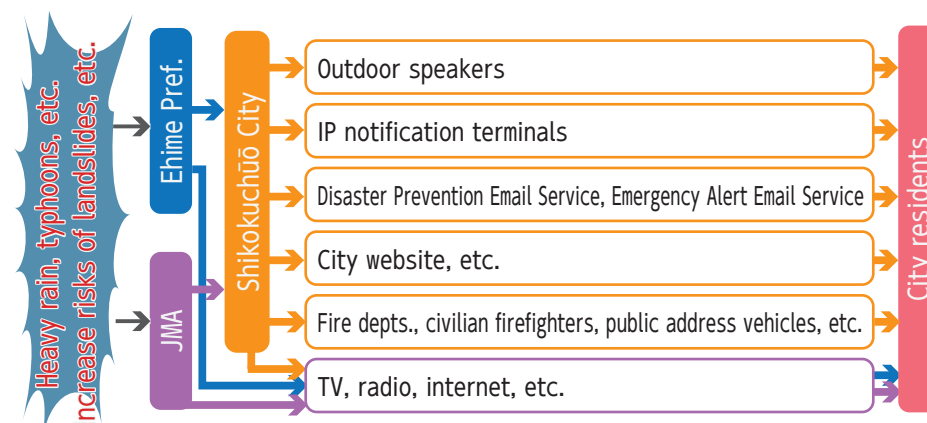 Heavy rain, typhoons, etc.
ncrease risks of landslides, etc.
Ehime Pref.
JMA
Shikokuchūō City
Outdoor speakers
IP notification terminals
Disaster Prevention Email Service, Emergency Alert Email Service
City website, etc.
Fire depts., civilian firefighters, public address vehicles, etc.
TV, radio, internet, etc.
City residents